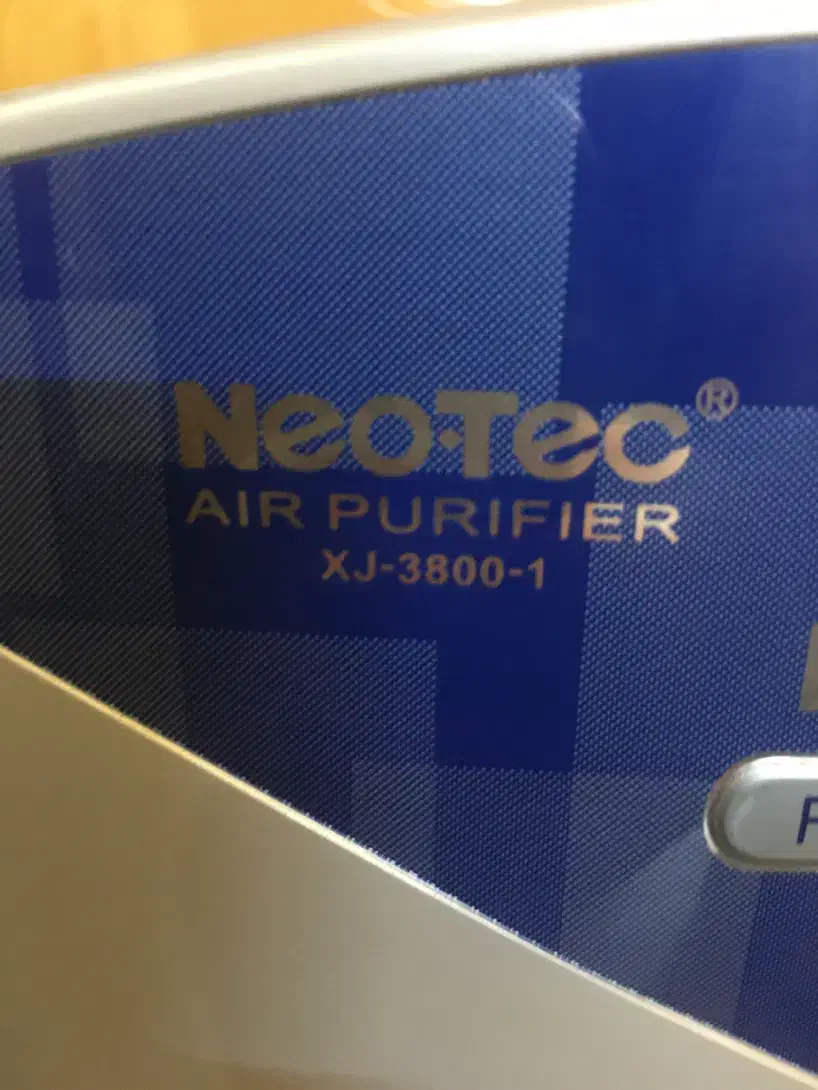 NeoTec®
AIR PURIFIER
XJ-3800-1